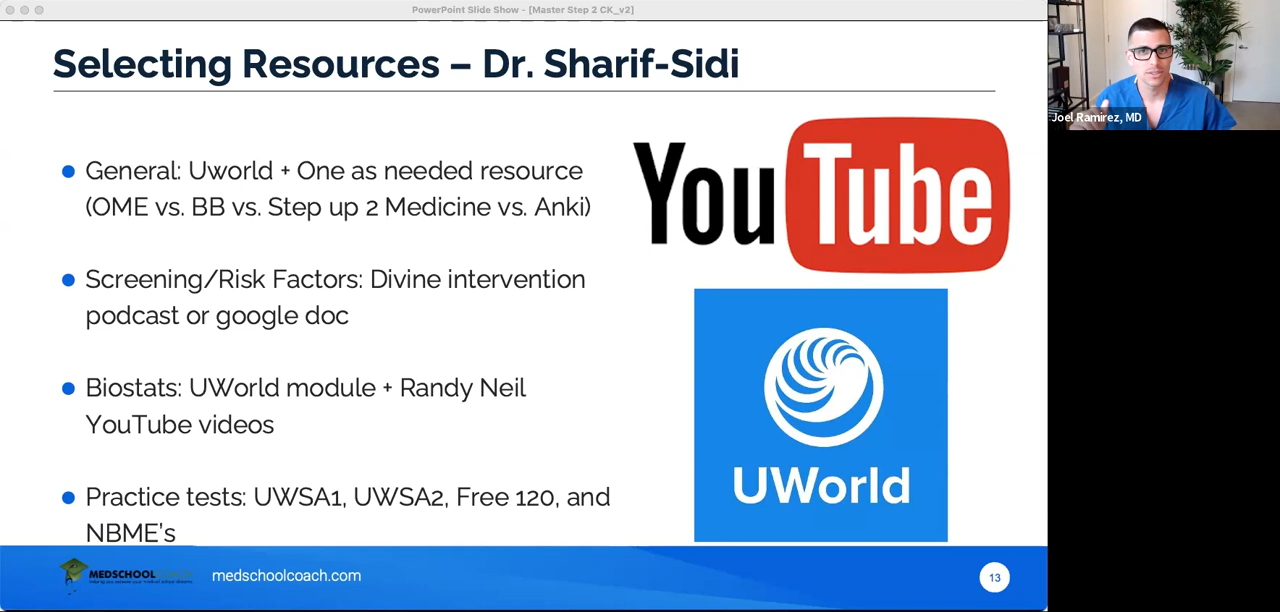 PowerPoint Slide Show - [Master Step 2 CK_v2]
Selecting Resources – Dr. Sharif-Sidi
Joel Ramirez, MD
General: Uworld + One as needed resource
(OME vs. BB vs. Step up 2 Medicine vs. Anki)
Screening/Risk Factors: Divine intervention
podcast or google doc
Biostats: UWorld module + Randy Neil
YouTube videos
Practice tests: UWSA1, UWSA2, Free 120, and
NBME's
YouTube
UWorld
MEDSCHOOLCOACH
medschoolcoach.com
13